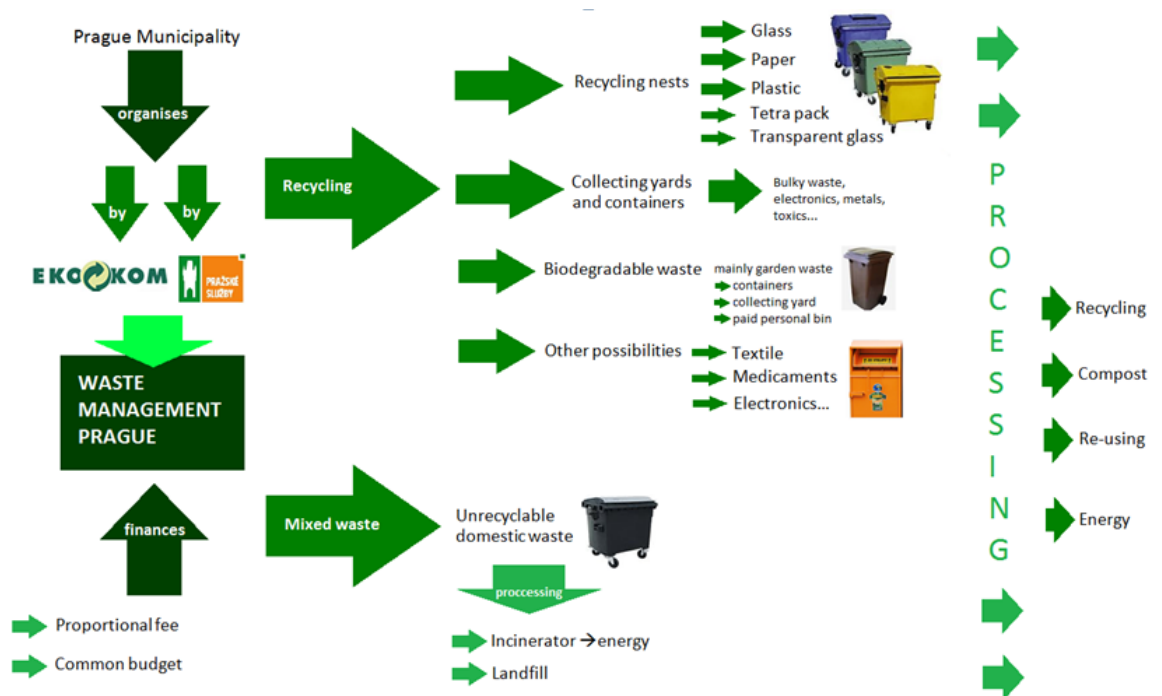 Prague Municipality
organises
by
by
EKO KOM
PRAŽSKÉ
SLUŽBY
WASTE
MANAGEMENT
PRAGUE
finances
Proportional fee
Common budget
Recycling
Recycling nests
Glass
Paper
Plastic
Tetra pack
Transparent glass
Collecting yards
and containers
Bulky waste,
electronics, metals,
toxics...
Biodegradable waste
mainly garden waste
containers
collecting yard
paid personal bin
Other possibilities
Textile
Medicaments
Electronics...
Mixed waste
Unrecyclable
domestic waste
proccessing
Incinerator →energy
Landfill
PROCESSING
Recycling
Compost
Re-using
Energy